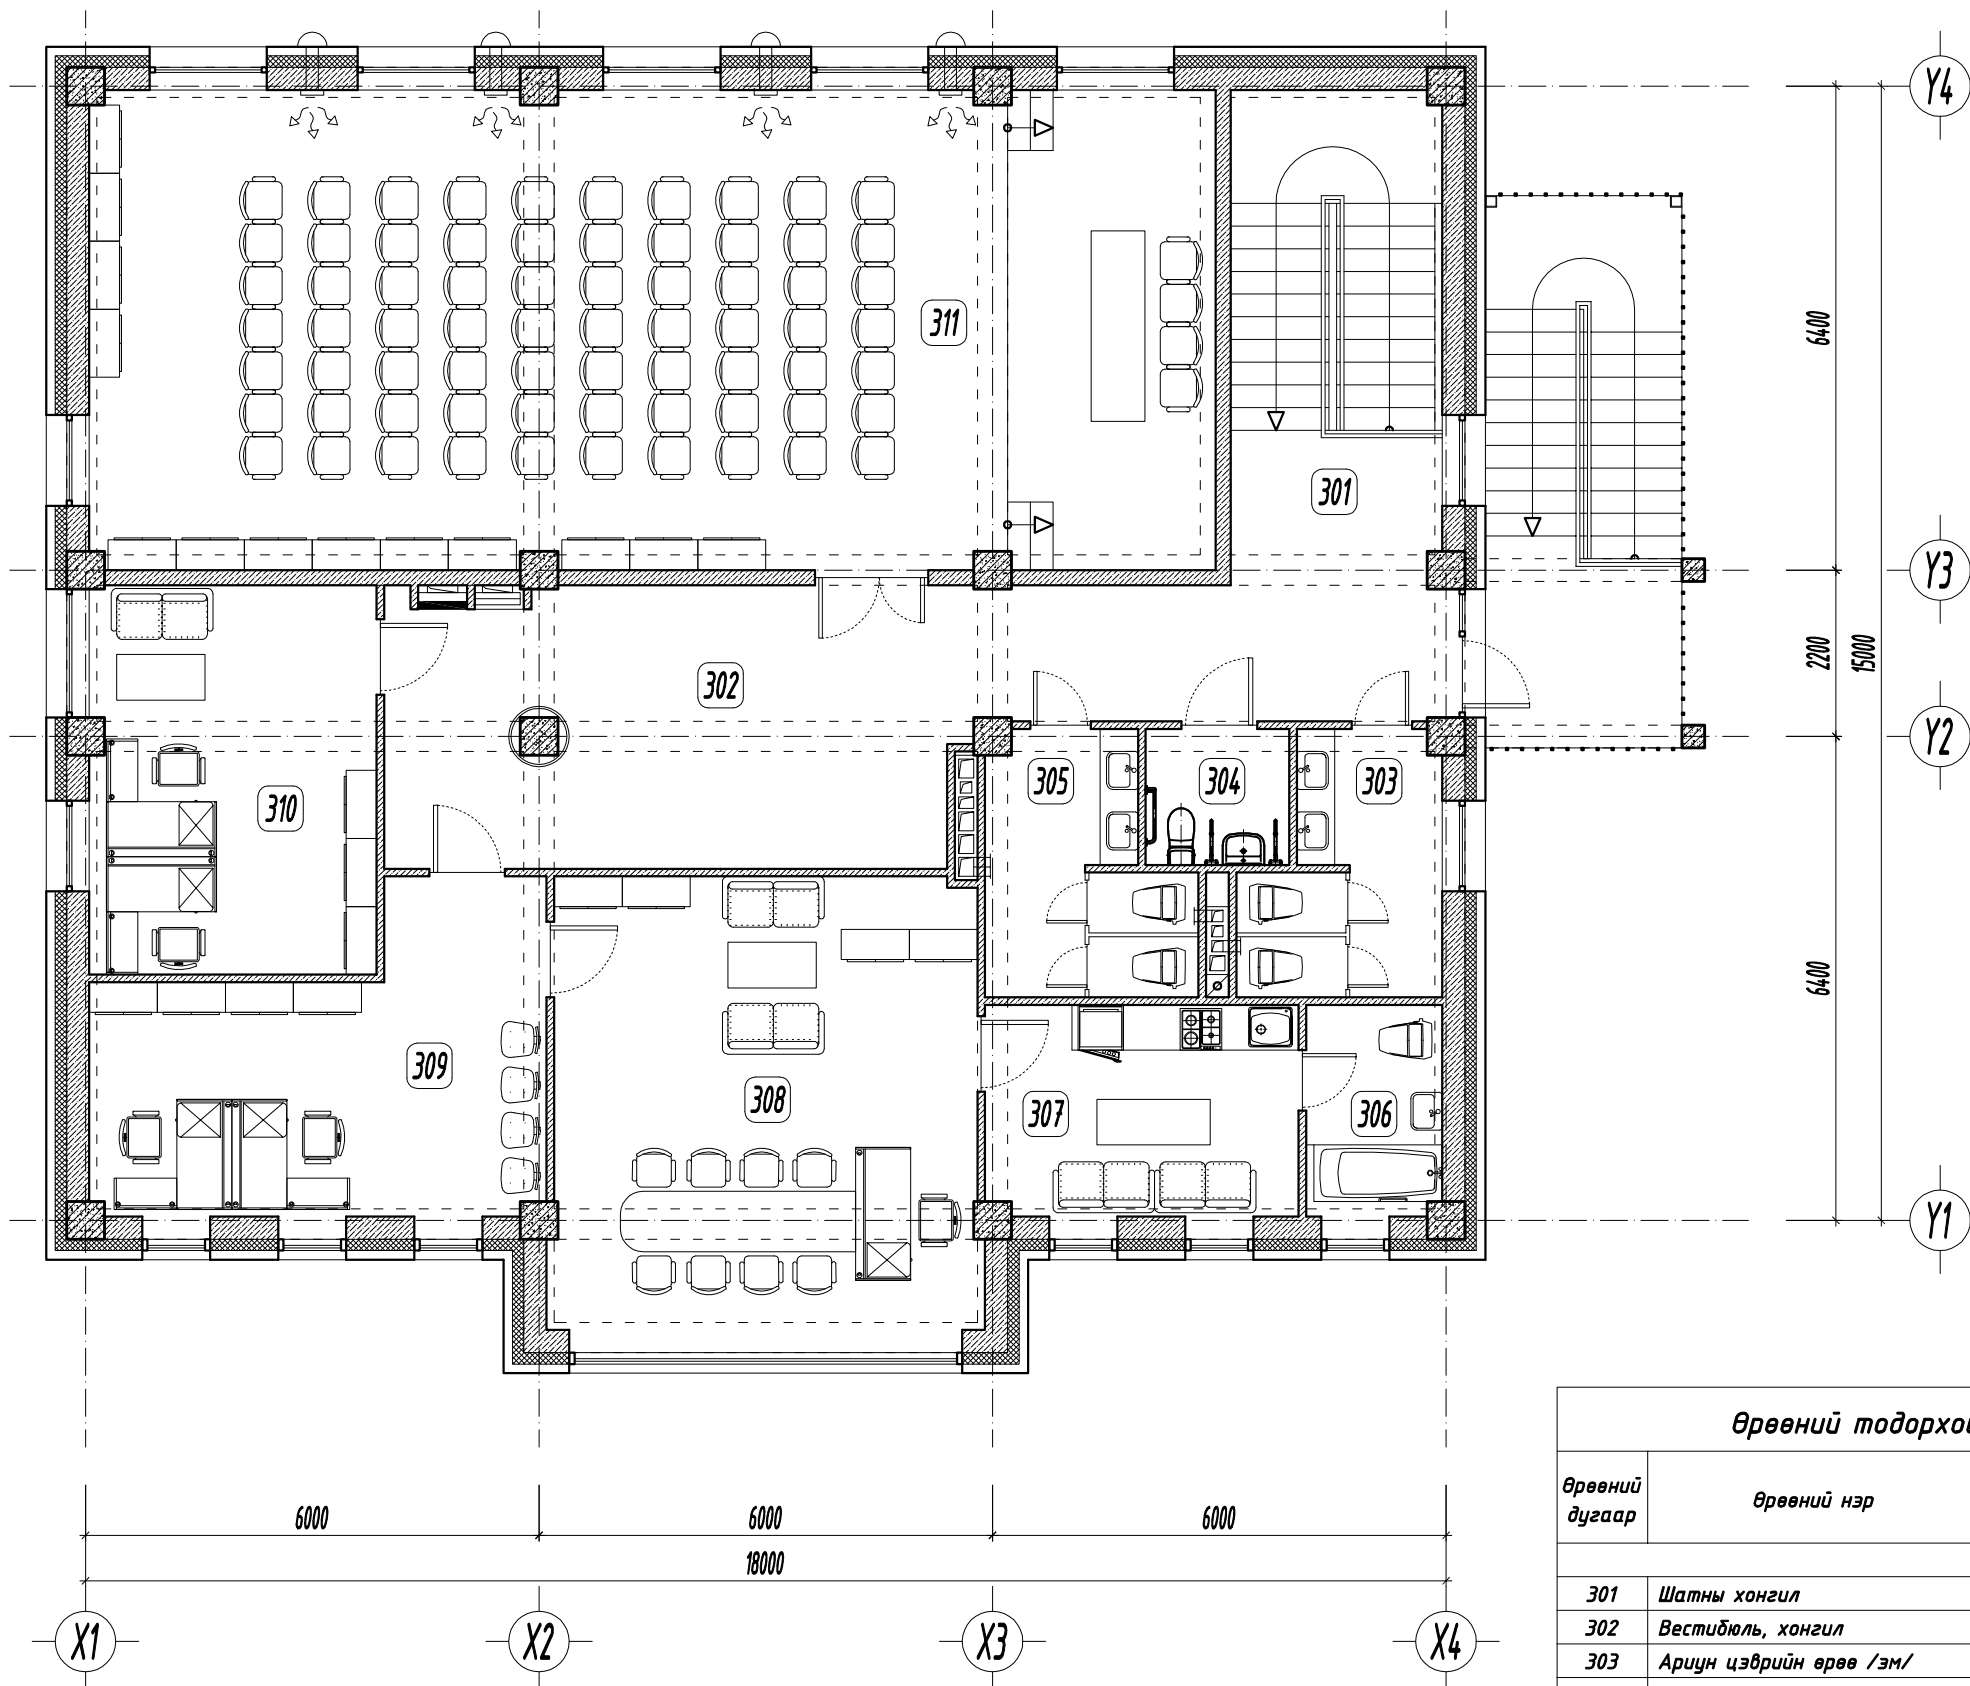 Y4
311
6400
301
Y3
302
2200
15000
Y2
305
304
303
310
6400
309
308
307
306
Y1
Өрөөний тодорхой
Өрөөний дугаар
Өрөөний нэр
6000
6000
6000
18000
301 Шатны хонгил
302 Вестибюль, хонгил
303 Ариун цэврийн өрөө /эм/
X1
X2
X3
X4